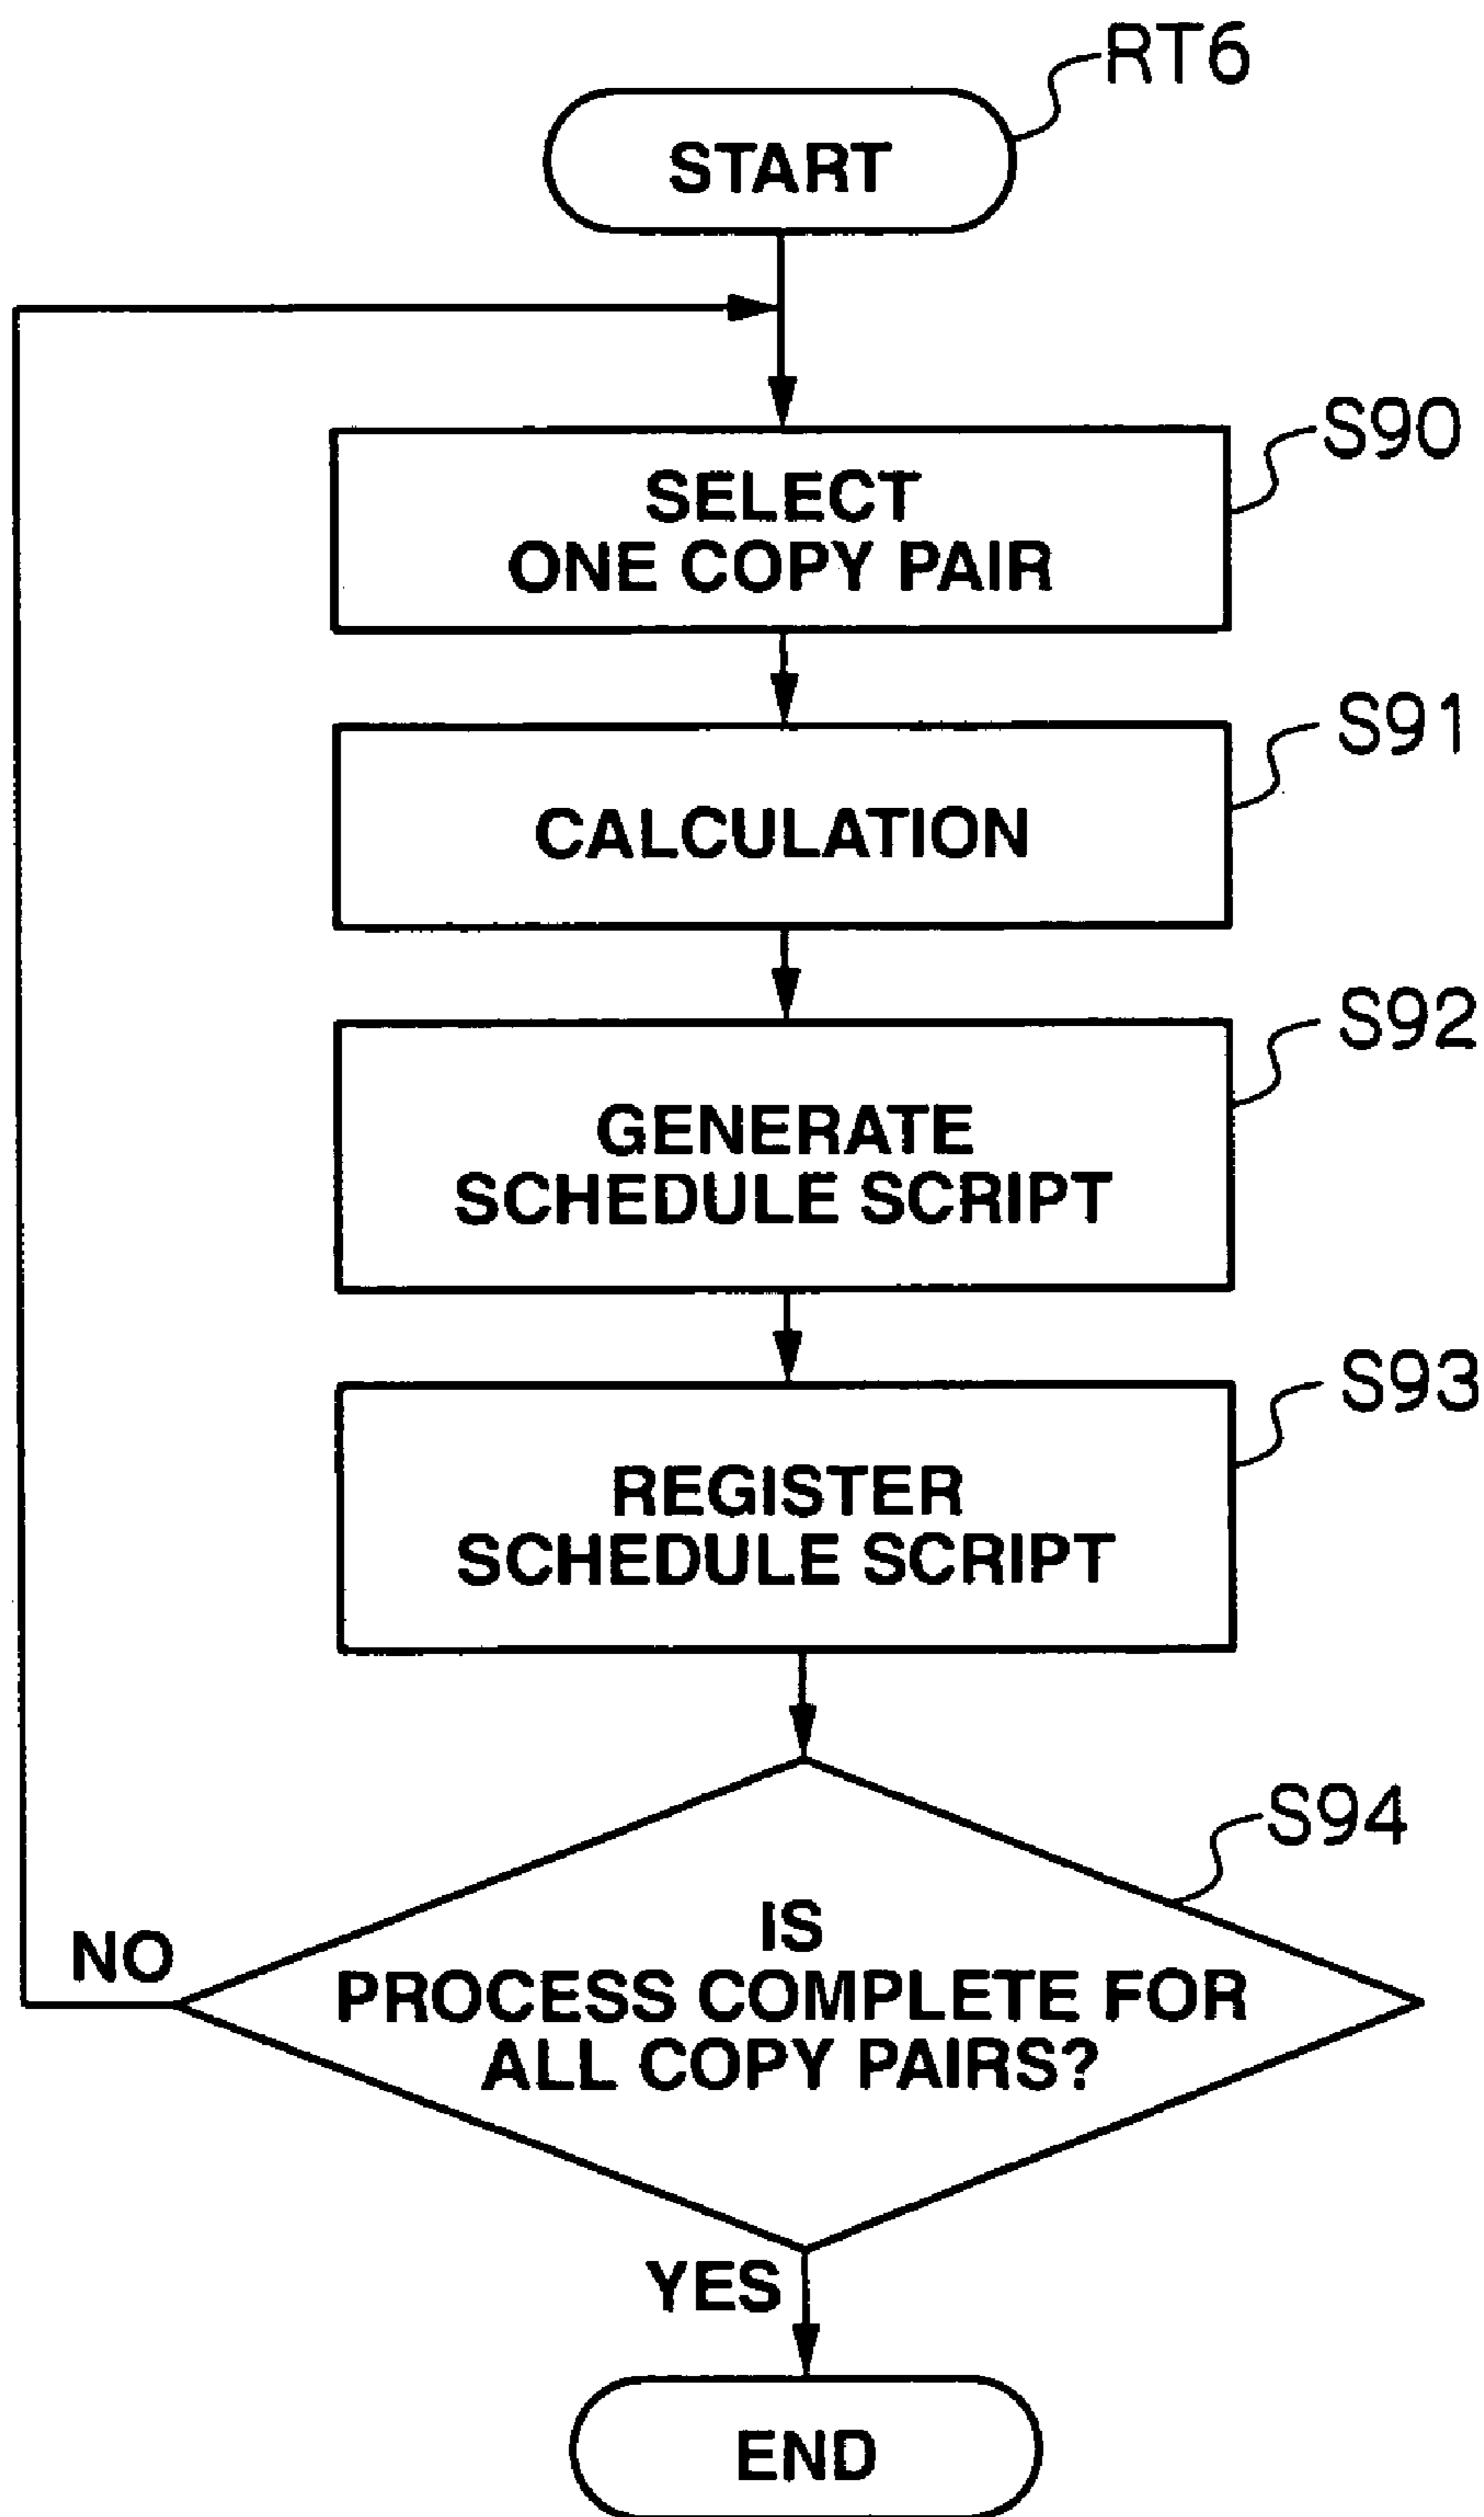 RT6
START
S90
SELECT
ONE COPY PAIR
S91
CALCULATION
S92
GENERATE
SCHEDULE SCRIPT
S93
REGISTER
SCHEDULE SCRIPT
S94
IS
NO
PROCESS COMPLETE FOR
ALL COPY PAIRS?
YES
END